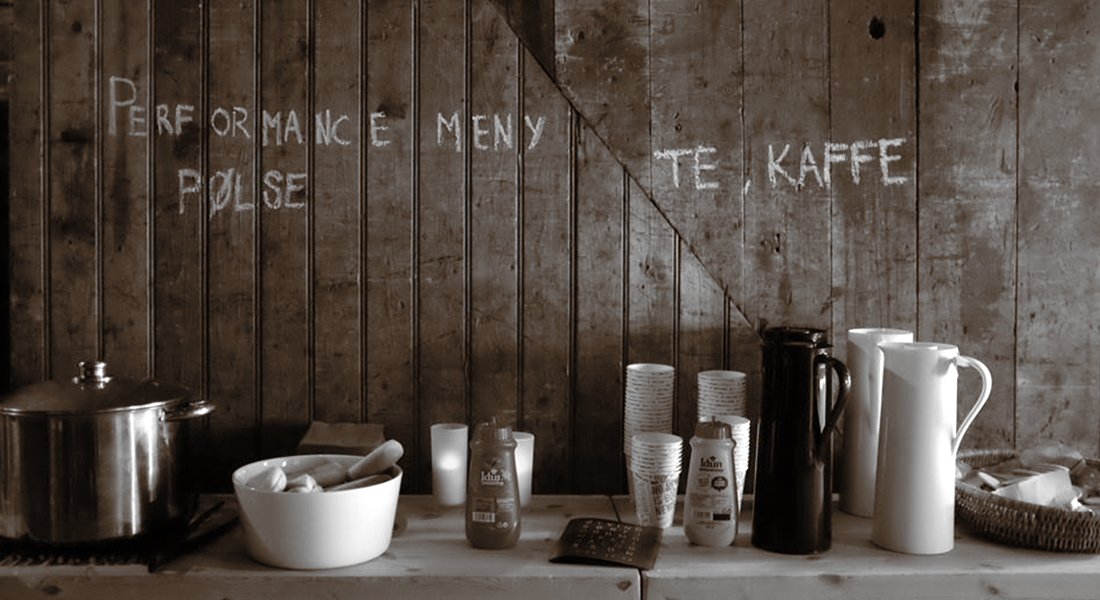 PERFORMANCE MENY
PØLSE
TE, KAFFE
Idun
Idun